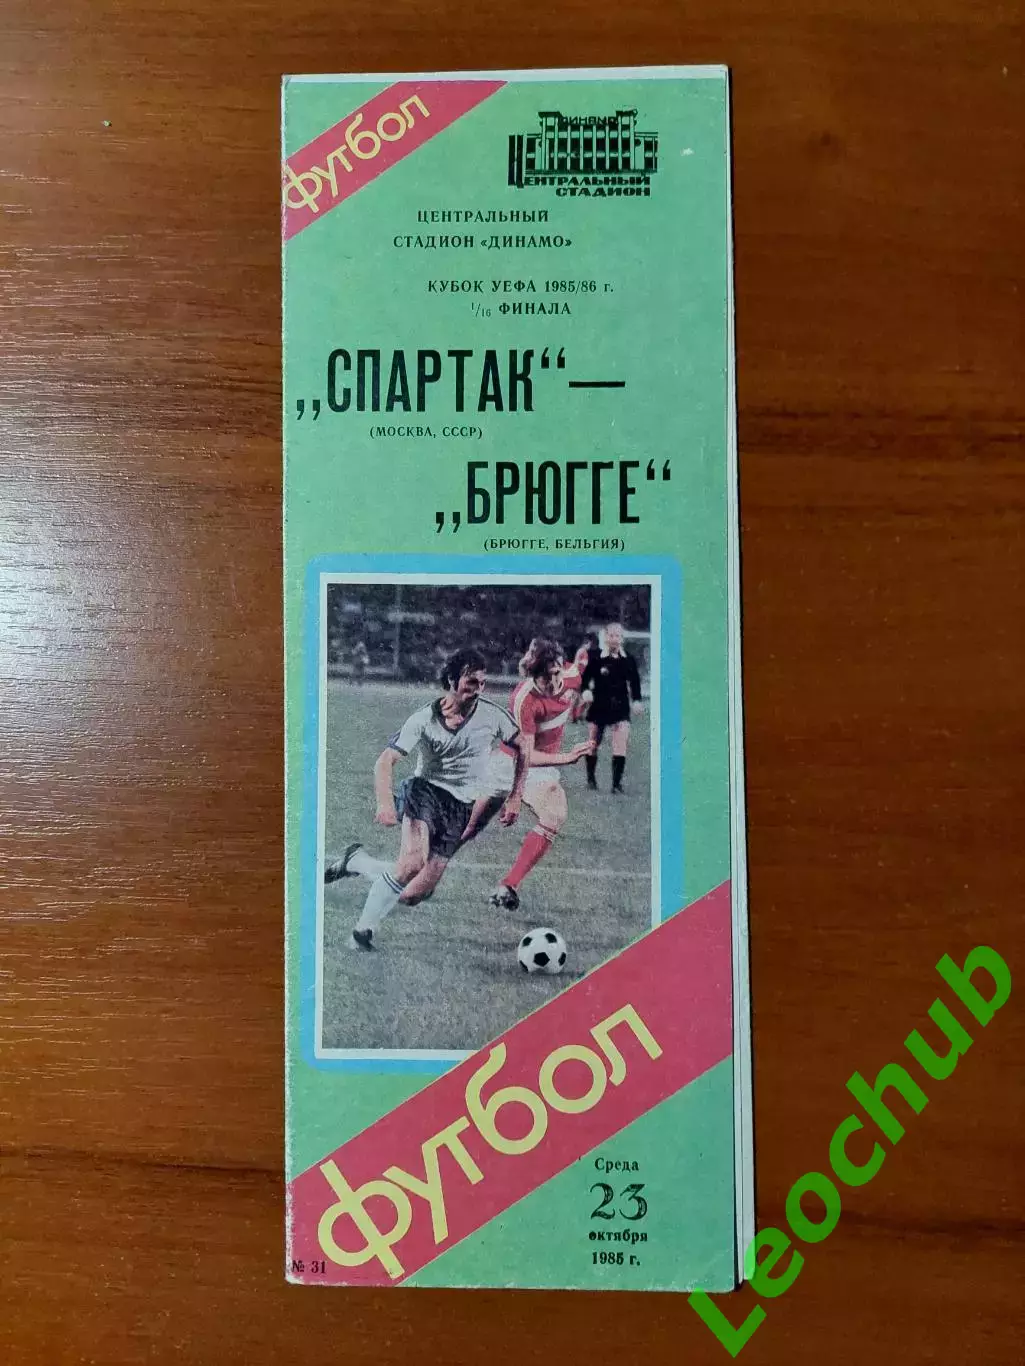 футбол
ДИНАМО
ЦЕНТРАЛЬНЫЙ
СТАДИОН
ЦЕНТРАЛЬНЫЙ
СТАДИОН «ДИНАМО»
КУБОК УЕФА 1985/86 г.
1/16 ФИНАЛА
„СПАРТАК“ —
(МОСКВА, СССР)
„БРЮГГЕ“
(БРЮГГЕ, БЕЛЬГИЯ)
футбол
Среда
23
октября
1985 г.
№ 31
Leochub